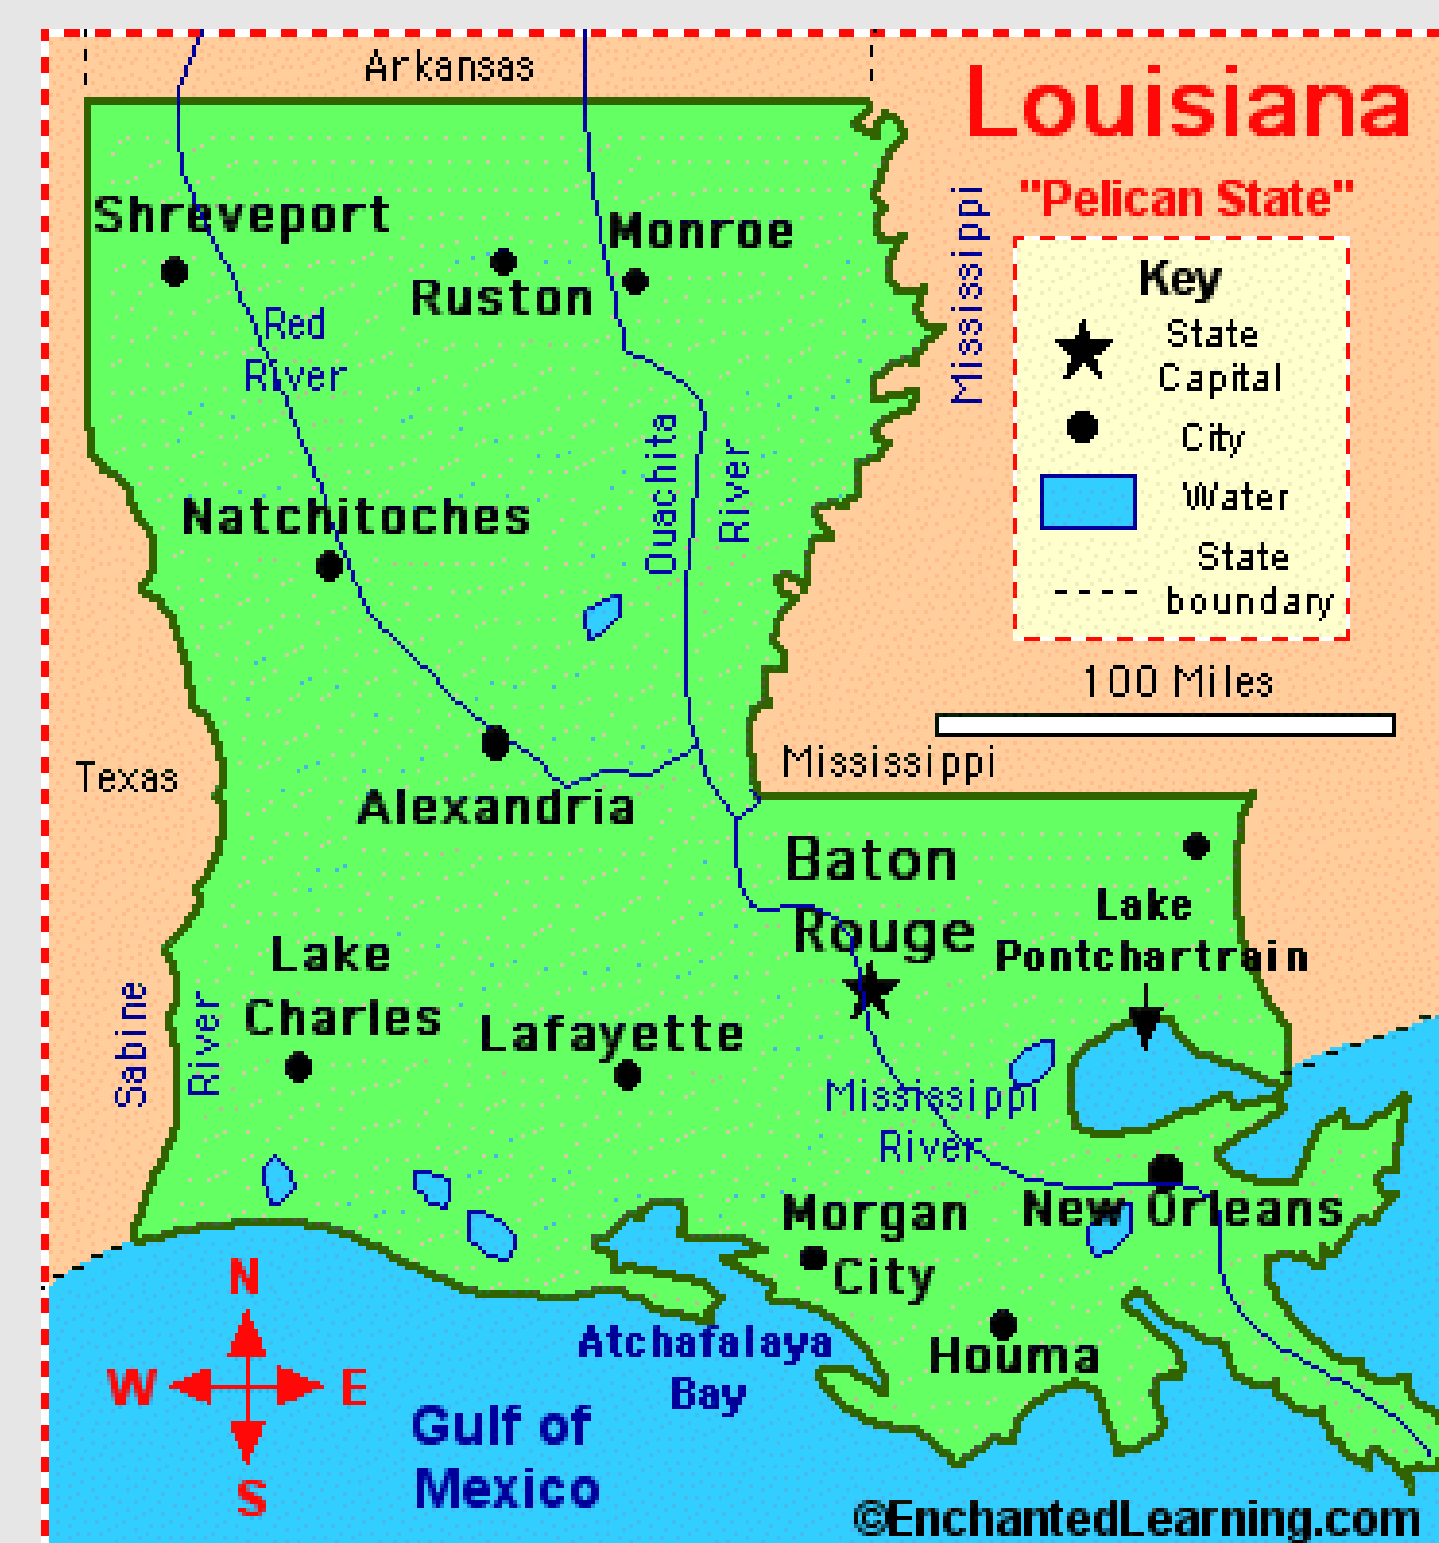 Arkansas
Louisiana
"Pelican State"
Mississippi
Key
State
Capital
City
Water
State
boundary
100 Miles
Shreveport
Monroe
Ruston
Red
River
Ouachita
River
Natchitoches
Texas
Mississippi
Alexandria
Baton
Rouge
Lake
Pontchartrain
Lake
Charles
Lafayette
Sabine
River
Mississippi
River
New Orleans
Morgan
City
Houma
Atchafalaya
Bay
N
W E
S
Gulf of
Mexico
©EnchantedLearning.com